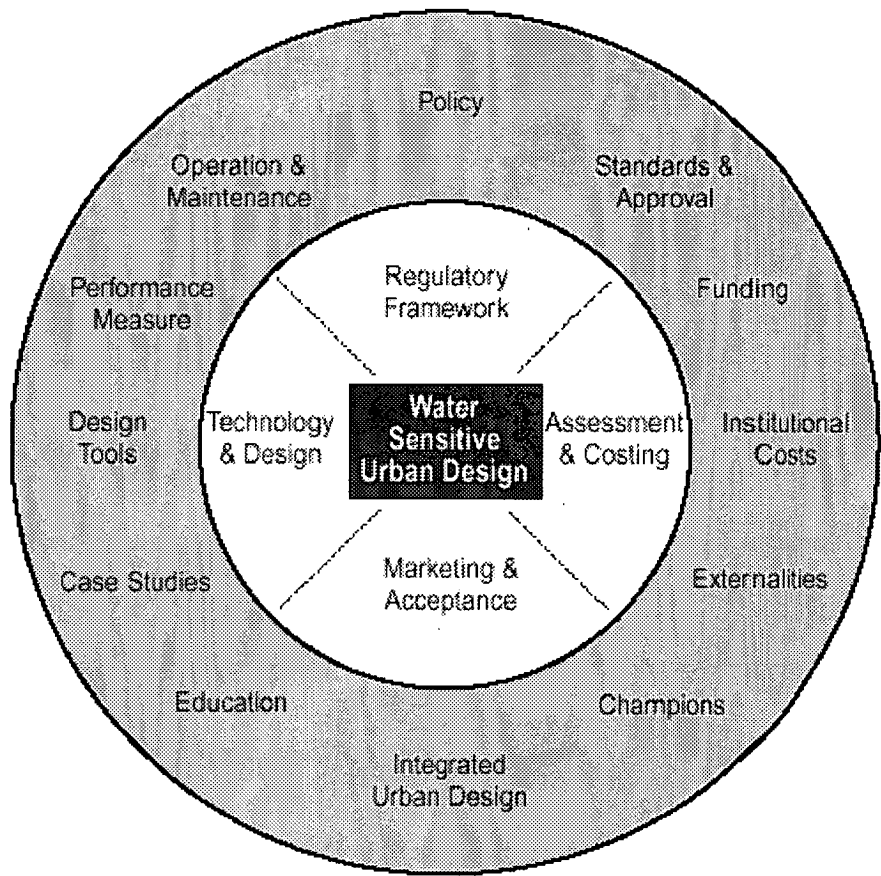 Policy
Operation &
Maintenance
Standards &
Approval
Performance
Measure
Regulatory
Framework
Funding
Design
Tools
Technology
& Design
Water
Sensitive
Urban Design
Assessment
& Costing
Institutional
Costs
Case Studies
Marketing &
Acceptance
Externalities
Education
Champions
Integrated
Urban Design